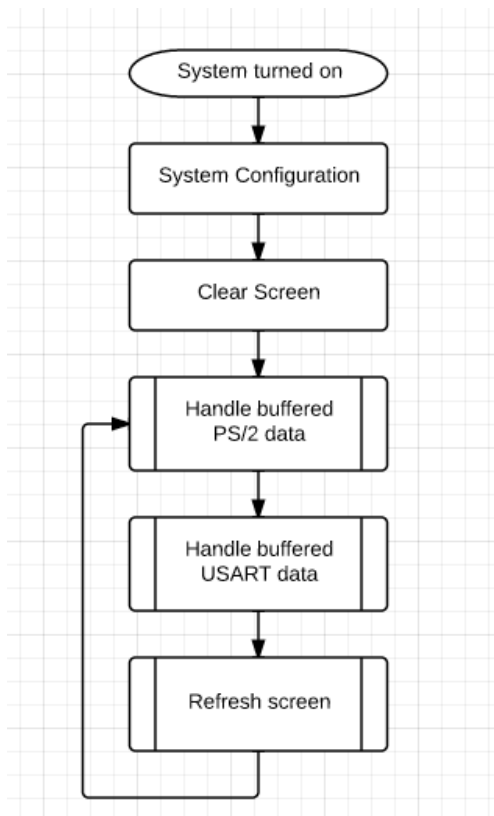 System turned on
System Configuration
Clear Screen
Handle buffered
PS/2 data
Handle buffered
USART data
Refresh screen